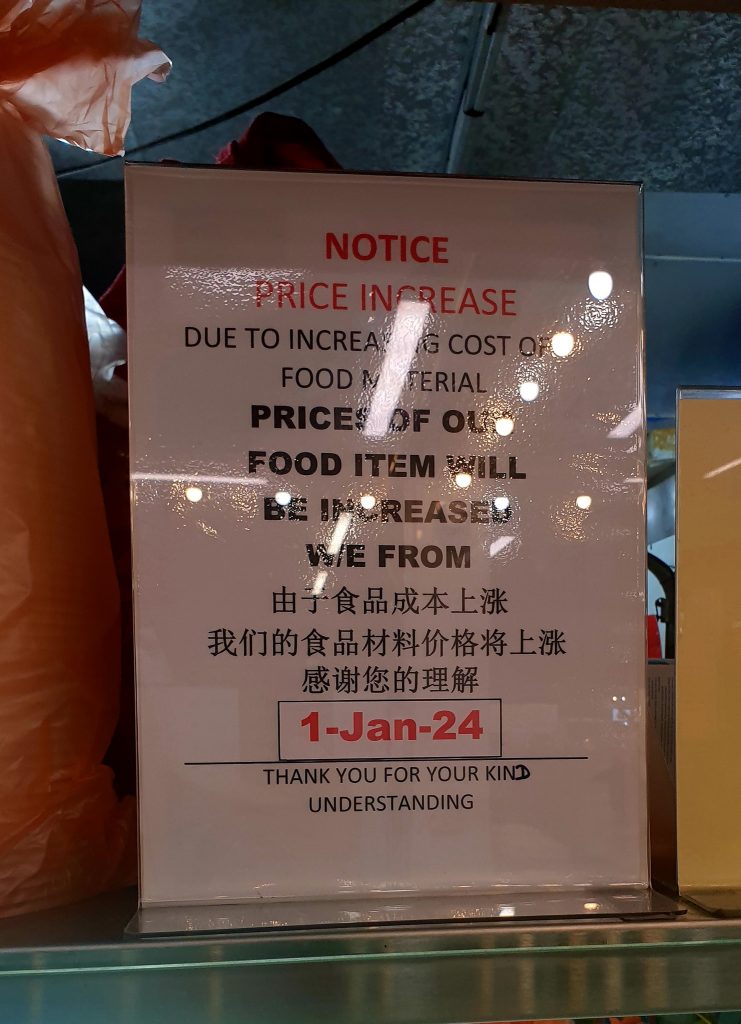 NOTICE
PRICE INCREASE
DUE TO INCREASING COST OF
FOOD MATERIAL
PRICES OF OUR
FOOD ITEM WILL
BE INCREASED
W/E FROM
由于食品成本上涨
我们的食品材料价格将上涨
感谢您的理解
1-Jan-24
THANK YOU FOR YOUR KIND
UNDERSTANDING